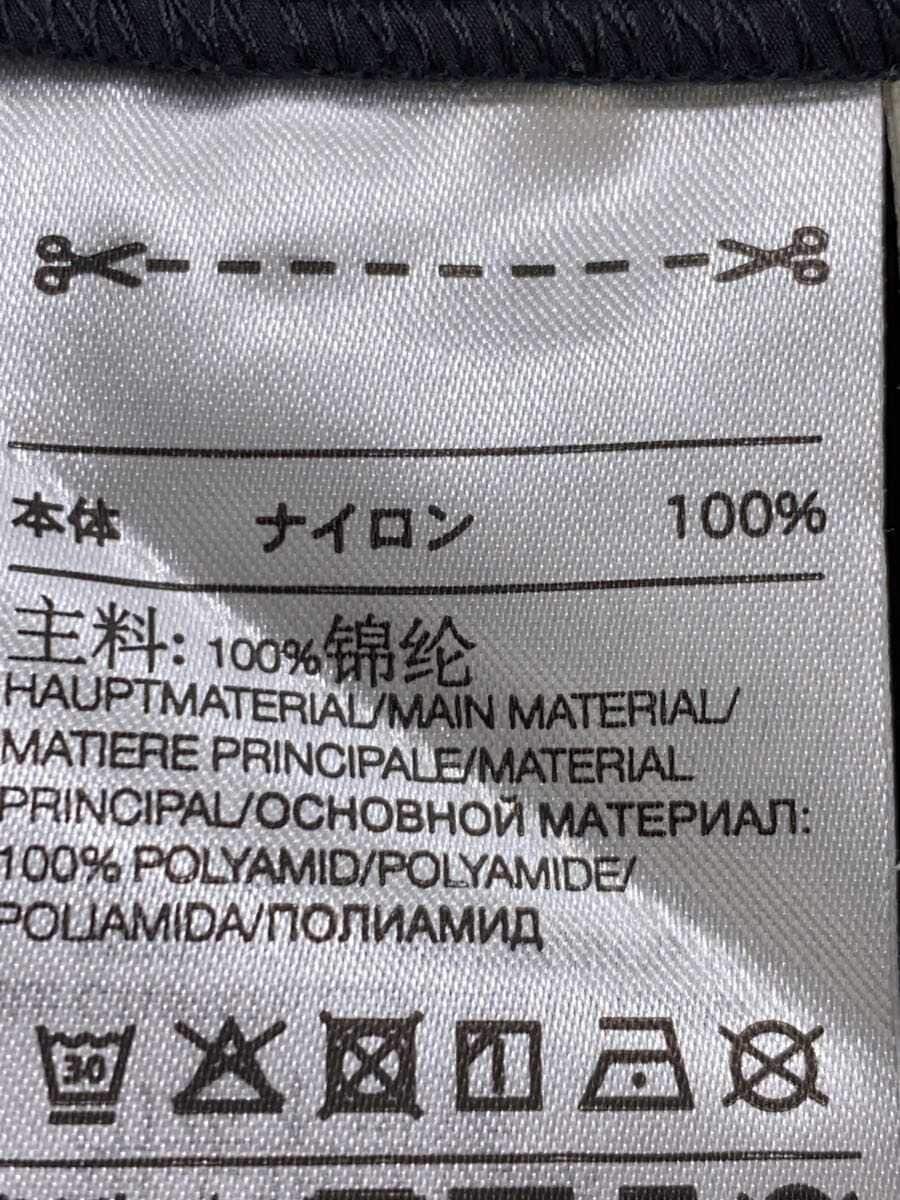 本体 ナイロン 100%
主料: 100%锦纶
HAUPTMATERIAL/MAIN MATERIAL/
MATIERE PRINCIPALE/MATERIAL
PRINCIPAL/ОСНОВНОЙ МАТЕРИАЛ:
100% POLYAMID/POLYAMIDE/
POLIAMIDA/ПОЛИАМИД
30